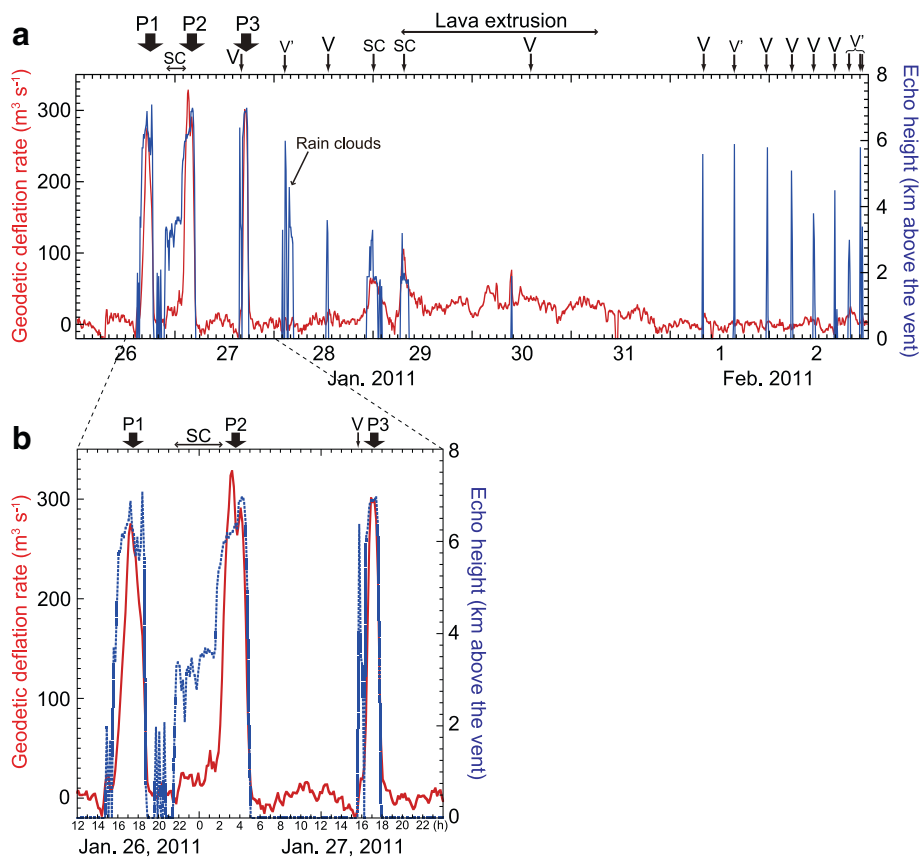 a
P1 P2 P3
Lava extrusion
SC V V' V SC SC V V V' V V V V V'
Geodetic deflation rate (m³ s⁻¹)
300
200
100
0
Rain clouds
8
6
4
2
0
Echo height (km above the vent)
26 27 28 29 30 31 1 2
Jan. 2011 Feb. 2011
b
P1 SC P2 V P3
Geodetic deflation rate (m³ s⁻¹)
300
200
300
100
0
8
6
4
2
0
Echo height (km above the vent)
12 14 16 18 20 22 0 2 4 6 8 10 12 14 16 18 20 22 (h)
Jan. 26, 2011 Jan. 27, 2011